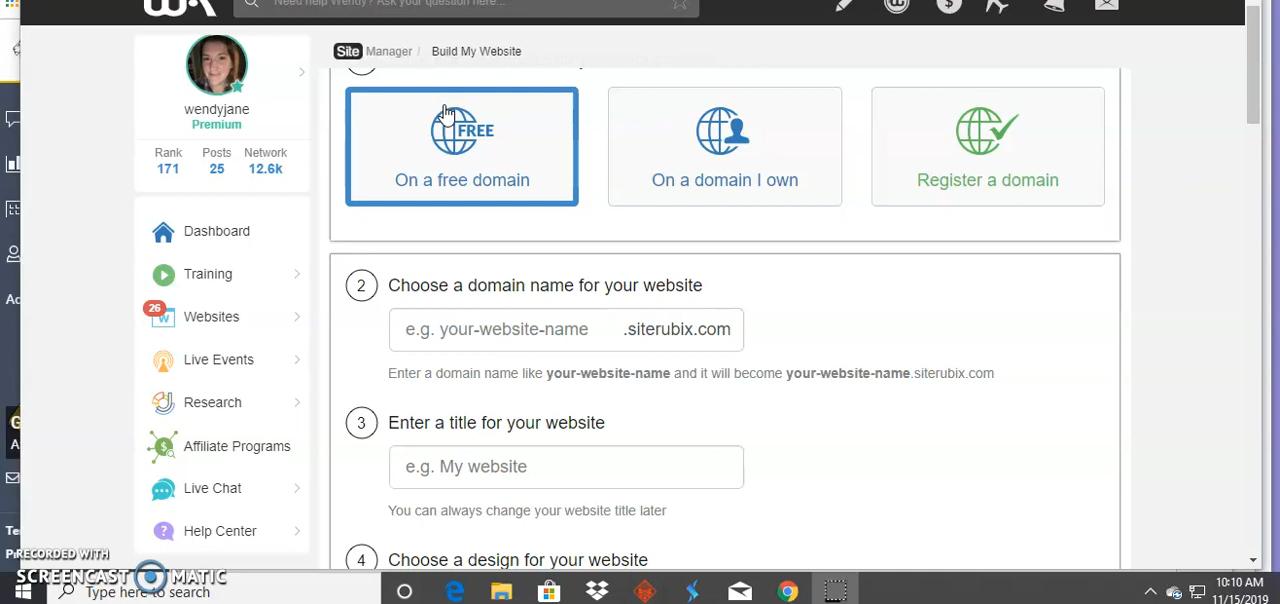 Need help Wendy? Ask your question here...
Site Manager / Build My Website
wendyjane
Premium
Rank Posts Network
171 25 12.6k
FREE
On a free domain
On a domain I own
Register a domain
Dashboard
Training
26
Websites
Live Events
Research
Affiliate Programs
Live Chat
Help Center
2 Choose a domain name for your website
e.g. your-website-name .siterubix.com
Enter a domain name like your-website-name and it will become your-website-name.siterubix.com
3 Enter a title for your website
e.g. My website
You can always change your website title later
4 Choose a design for your website
RECORDED WITH
SCREENCAST MATIC
Type here to search
10:10 AM
11/15/2019